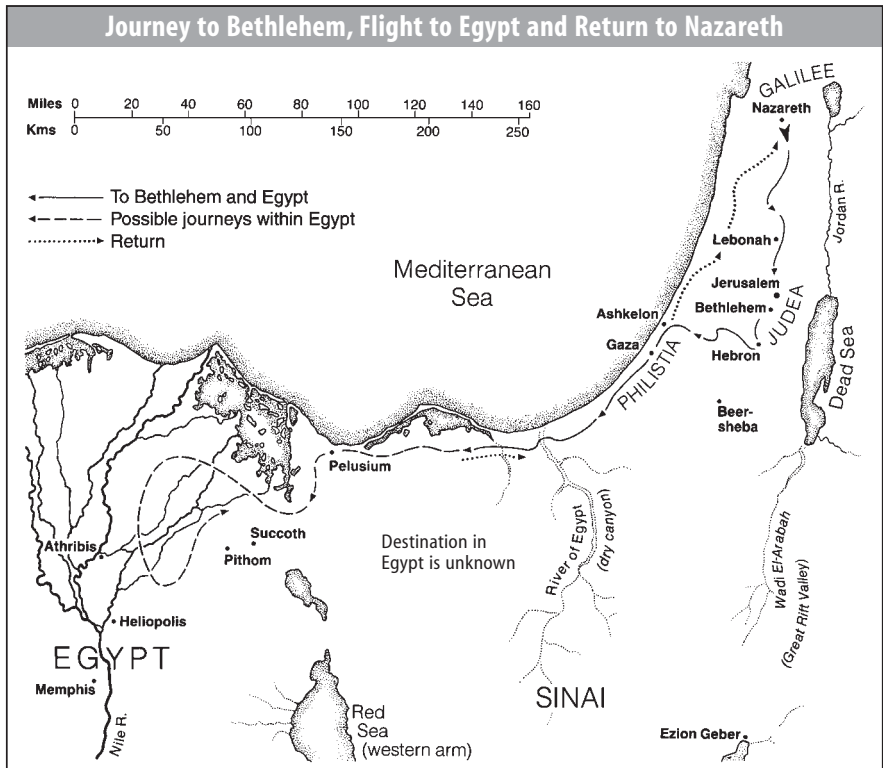 Journey to Bethlehem, Flight to Egypt and Return to Nazareth
Miles 0 20 40 60 80 100 120 140 160
Kms 0 50 100 150 200 250
To Bethlehem and Egypt
Possible journeys within Egypt
Return
GALILEE
Nazareth
Jordan R.
Lebonah
Mediterranean
Sea
Jerusalem
Bethlehem
JUDEA
Ashkelon
Gaza
Hebron
PHILISTIA
Dead Sea
Beer-
sheba
Pelusium
Succoth
Pithom
Athribis
Destination in
Egypt is unknown
River of Egypt
(dry canyon)
Wadi El-Arabah
(Great Rift Valley)
Heliopolis
EGYPT
Memphis
Nile R.
SINAI
Red
Sea
(western arm)
Ezion Geber